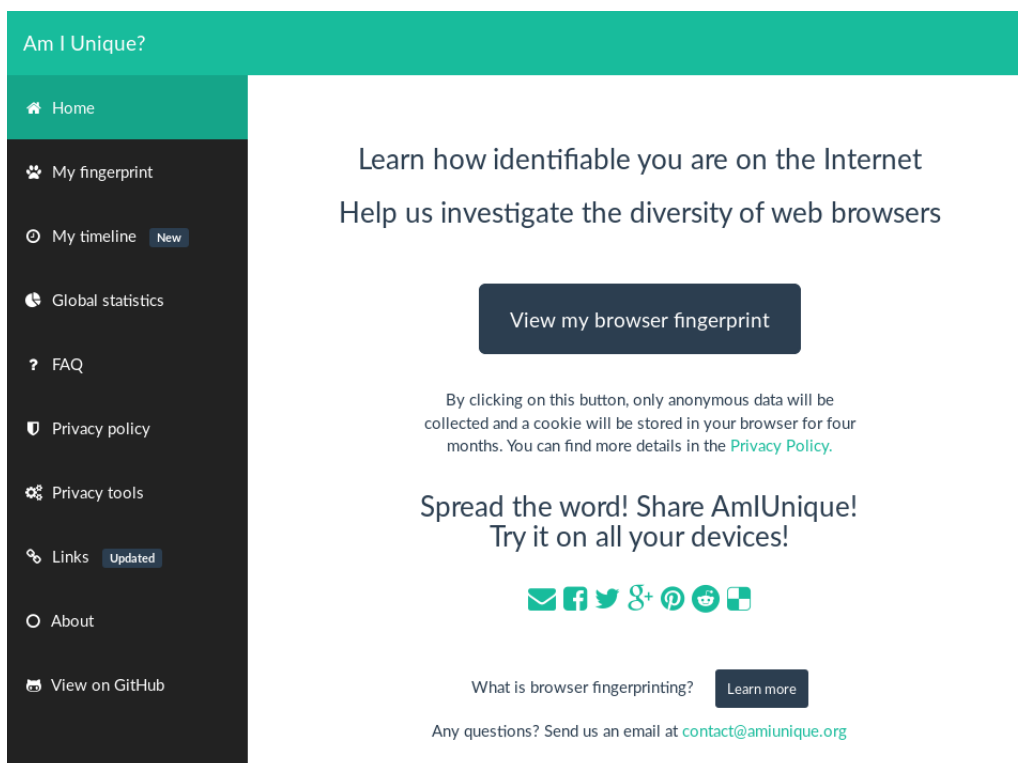 Am I Unique?
Home
My fingerprint
My timeline New
Global statistics
? FAQ
Privacy policy
Privacy tools
Links Updated
About
View on GitHub
Learn how identifiable you are on the Internet
Help us investigate the diversity of web browsers
View my browser fingerprint
By clicking on this button, only anonymous data will be
collected and a cookie will be stored in your browser for four
months. You can find more details in the Privacy Policy.
Spread the word! Share AmIUnique!
Try it on all your devices!
What is browser fingerprinting? Learn more
Any questions? Send us an email at contact@amiunique.org